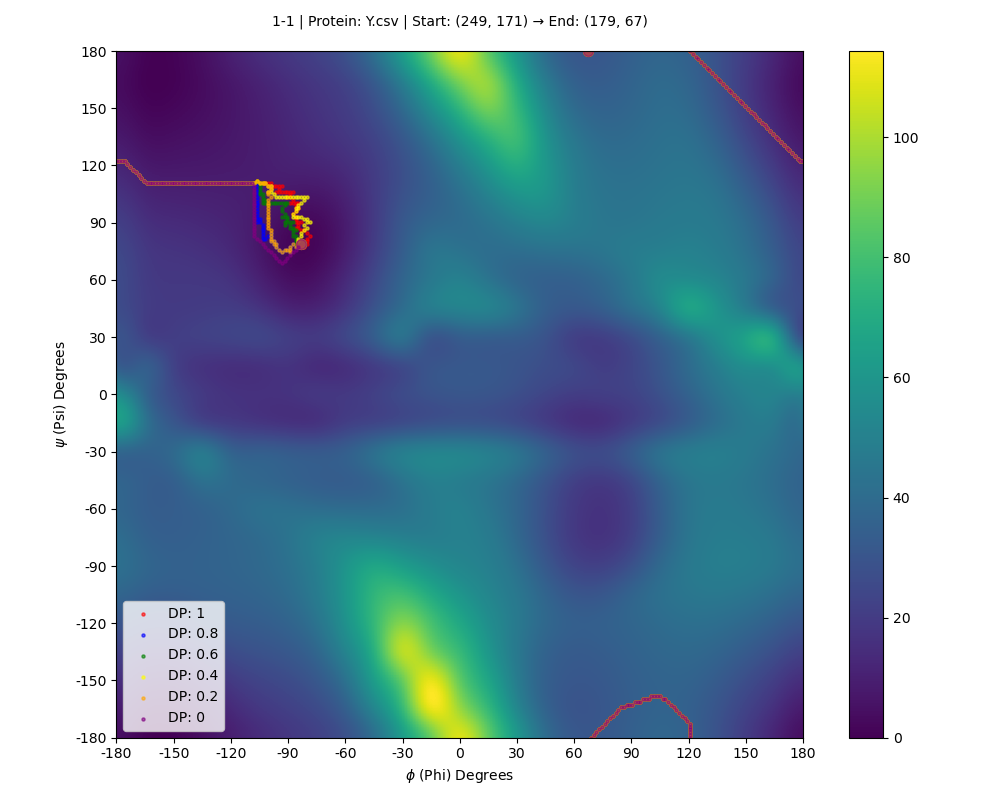 1-1 | Protein: Y.csv | Start: (249, 171) → End: (179, 67)
180
150
120
90
60
30
0
-30
-60
-90
-120
-150
-180
ψ (Psi) Degrees
DP: 1
DP: 0.8
DP: 0.6
DP: 0.4
DP: 0.2
DP: 0
-180 -150 -120 -90 -60 -30 0 30 60 90 120 150 180
ϕ (Phi) Degrees
100
80
60
40
20
0